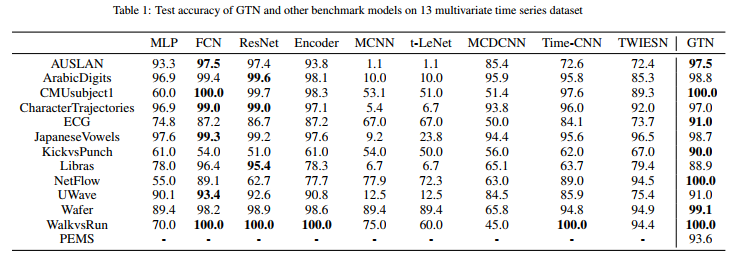 Table 1: Test accuracy of GTN and other benchmark models on 13 multivariate time series dataset
MLP FCN ResNet Encoder MCNN t-LeNet MCDCNN Time-CNN TWIESN GTN
AUSLAN 93.3 97.5 97.4 93.8 1.1 1.1 85.4 72.6 72.4 97.5
ArabicDigits 96.9 99.4 99.6 98.1 10.0 10.0 95.9 95.8 85.3 98.8
CMUsubject1 60.0 100.0 99.7 98.3 53.1 51.0 51.4 97.6 89.3 100.0
CharacterTrajectories 96.9 99.0 99.0 97.1 5.4 6.7 93.8 96.0 92.0 97.0
ECG 74.8 87.2 86.7 87.2 67.0 67.0 50.0 84.1 73.7 91.0
JapaneseVowels 97.6 99.3 99.2 97.6 9.2 23.8 94.4 95.6 96.5 98.7
KickvsPunch 61.0 54.0 51.0 61.0 54.0 50.0 56.0 62.0 67.0 90.0
Libras 78.0 96.4 95.4 78.3 6.7 6.7 65.1 63.7 79.4 88.9
NetFlow 55.0 89.1 62.7 77.7 77.9 72.3 63.0 89.0 94.5 100.0
UWave 90.1 93.4 92.6 90.8 12.5 12.5 84.5 85.9 75.4 91.0
Wafer 89.4 98.2 98.9 98.6 89.4 89.4 65.8 94.8 94.9 99.1
WalkvsRun 70.0 100.0 100.0 100.0 75.0 60.0 45.0 100.0 94.4 100.0
PEMS - - - - - - - - - 93.6